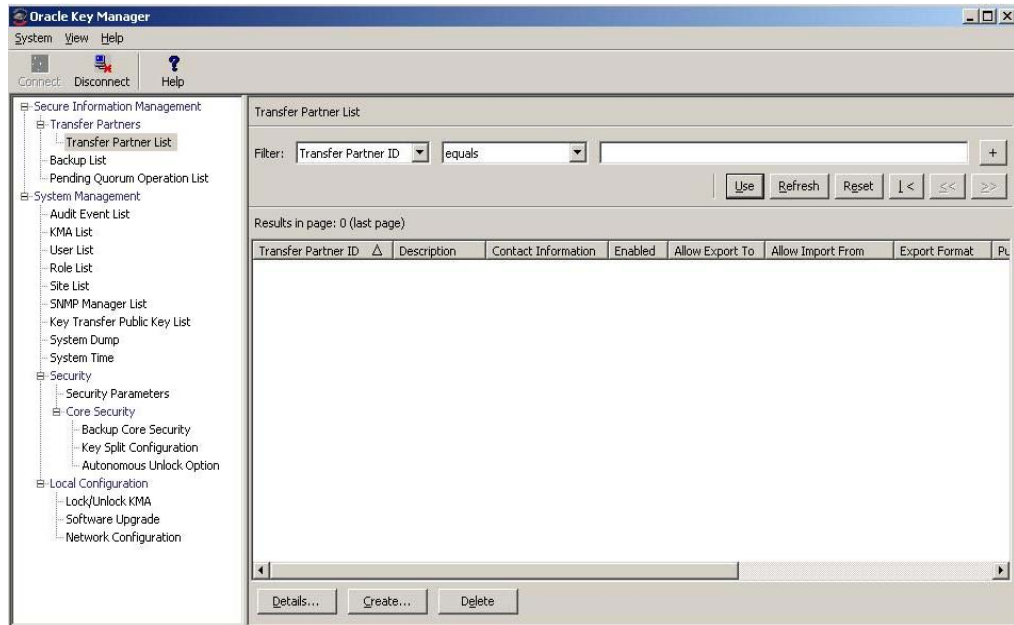 Oracle Key Manager
System View Help
Connect Disconnect Help
Secure Information Management
Transfer Partners
Transfer Partner List
Backup List
Pending Quorum Operation List
System Management
Audit Event List
KMA List
User List
Role List
Site List
SNMP Manager List
Key Transfer Public Key List
System Dump
System Time
Security
Security Parameters
Core Security
Backup Core Security
Key Split Configuration
Autonomous Unlock Option
Local Configuration
Lock/Unlock KMA
Software Upgrade
Network Configuration
Transfer Partner List
Filter: Transfer Partner ID equals +
Use Refresh Reset |< << >>
Results in page: 0 (last page)
Transfer Partner ID Description Contact Information Enabled Allow Export To Allow Import From Export Format Pu
Details... Create... Delete